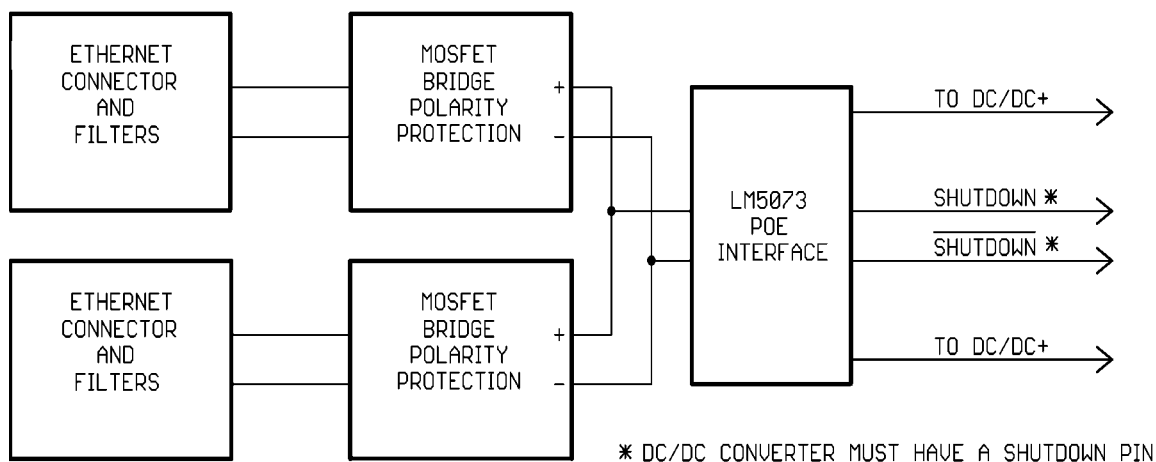 ETHERNET
CONNECTOR
AND
FILTERS
MOSFET
BRIDGE
POLARITY
PROTECTION
+
−
ETHERNET
CONNECTOR
AND
FILTERS
MOSFET
BRIDGE
POLARITY
PROTECTION
+
−
LM5073
POE
INTERFACE
TO DC/DC+
SHUTDOWN *
S̅H̅U̅T̅D̅O̅W̅N̅ *
TO DC/DC+
* DC/DC CONVERTER MUST HAVE A SHUTDOWN PIN